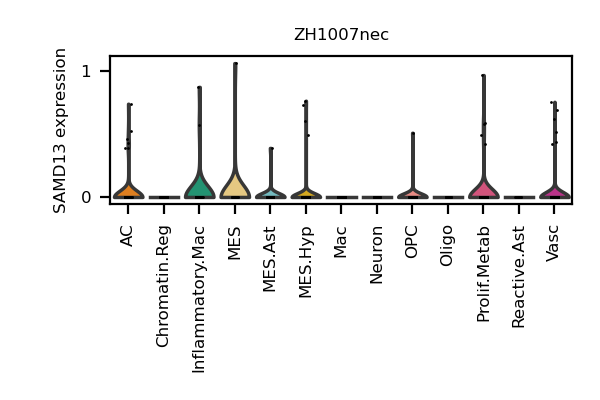 ZH1007nec
SAMD13 expression
1
0
AC
Chromatin.Reg
Inflammatory.Mac
MES
MES.Ast
MES.Hyp
Mac
Neuron
OPC
Oligo
Prolif.Metab
Reactive.Ast
Vasc